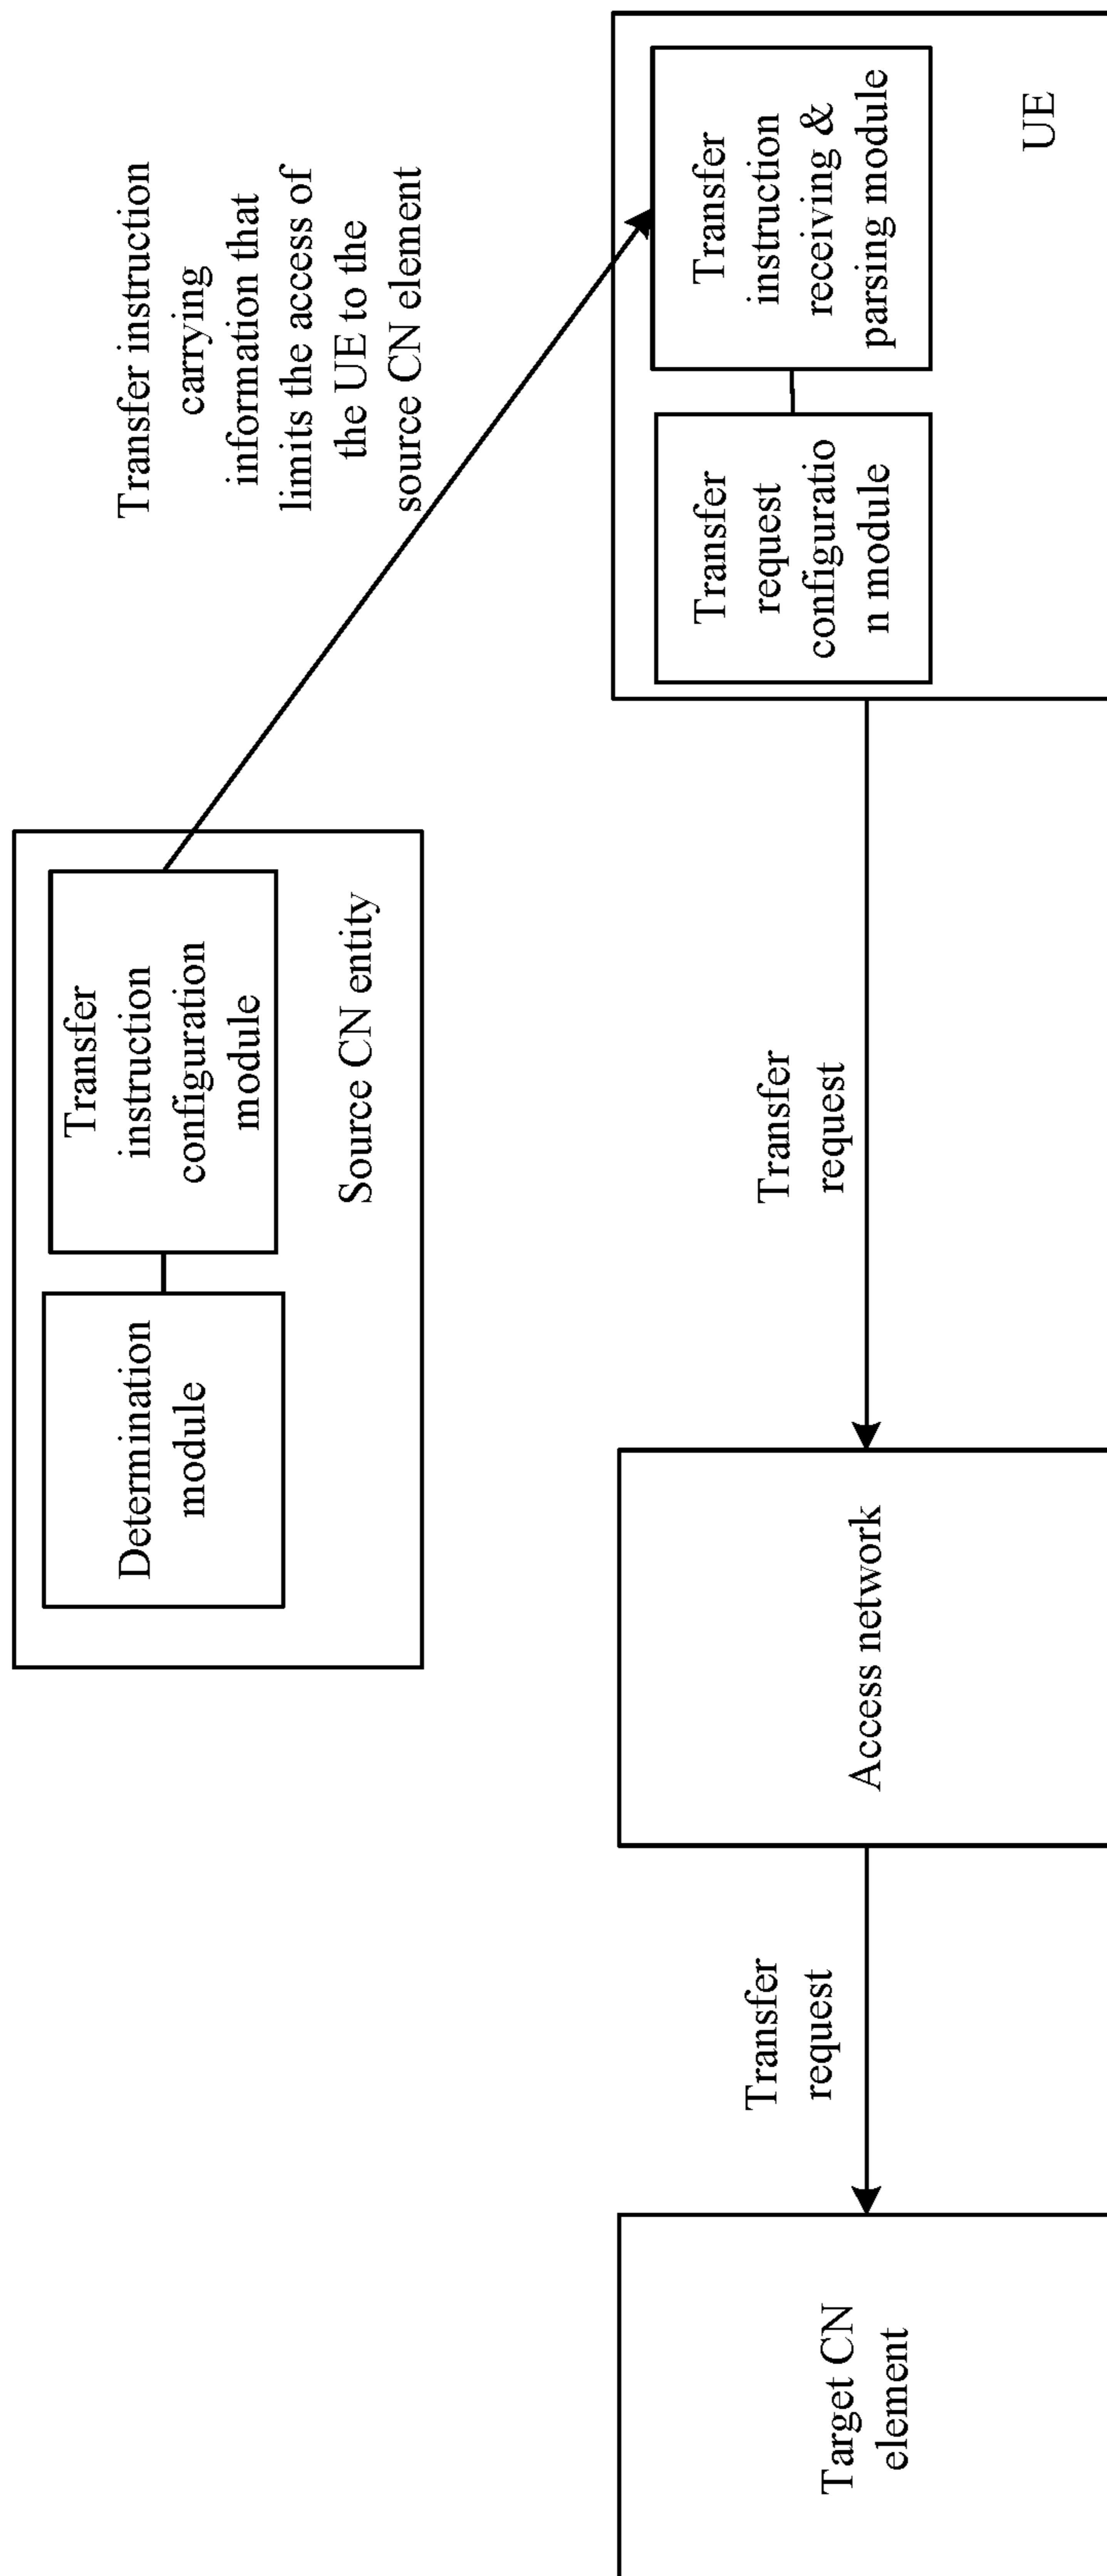 Determination
module
Transfer
instruction
configuration
module
Source CN entity
Transfer instruction
carrying
information that
limits the access of
the UE to the
source CN element
Target CN
element
Transfer
request
Access network
Transfer
request
Transfer
request
configuratio
n module
Transfer
instruction
receiving &
parsing module
UE